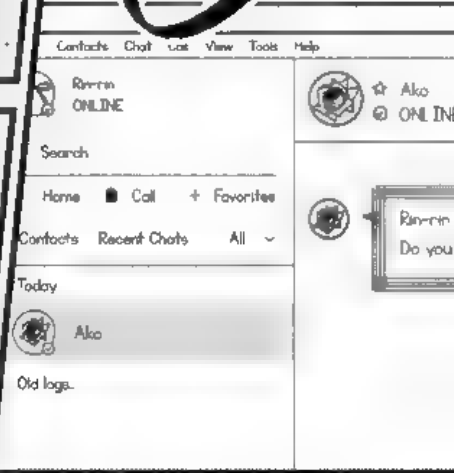 Contacts Chat Call View Tools Help
Rin-rin
ONLINE
Search
Home Call + Favorites
Contacts Recent Chats All
Today
Ako
Old logs..
☆ Ako
ONLINE
Rin-rin
Do you